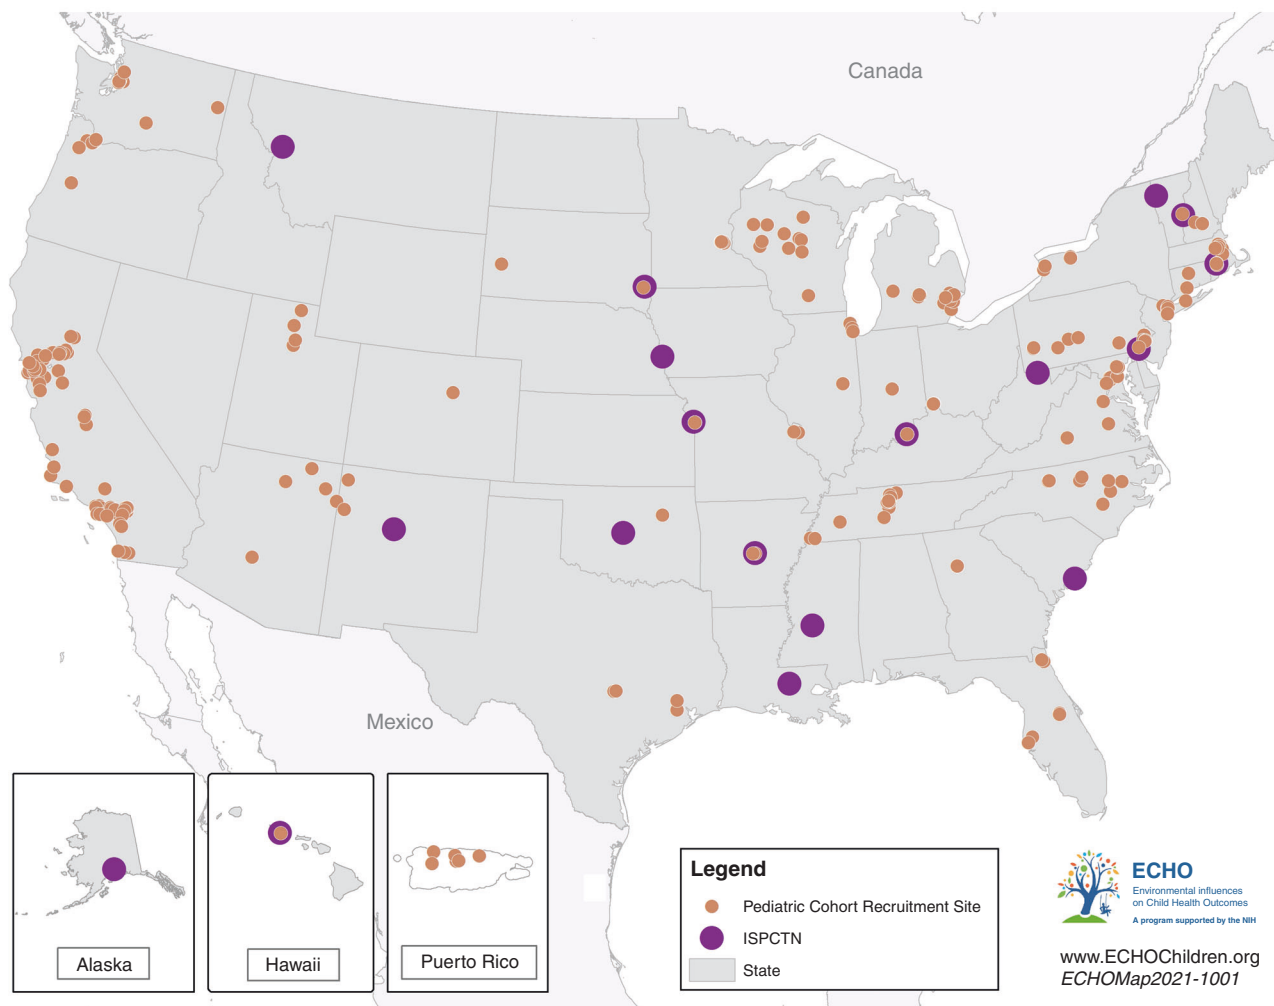 Canada
Mexico
Alaska
Hawaii
Puerto Rico
Legend
Pediatric Cohort Recruitment Site
ISPCTN
State
ECHO
Environmental influences
on Child Health Outcomes
A program supported by the NIH
www.ECHOChildren.org
ECHOMap2021-1001